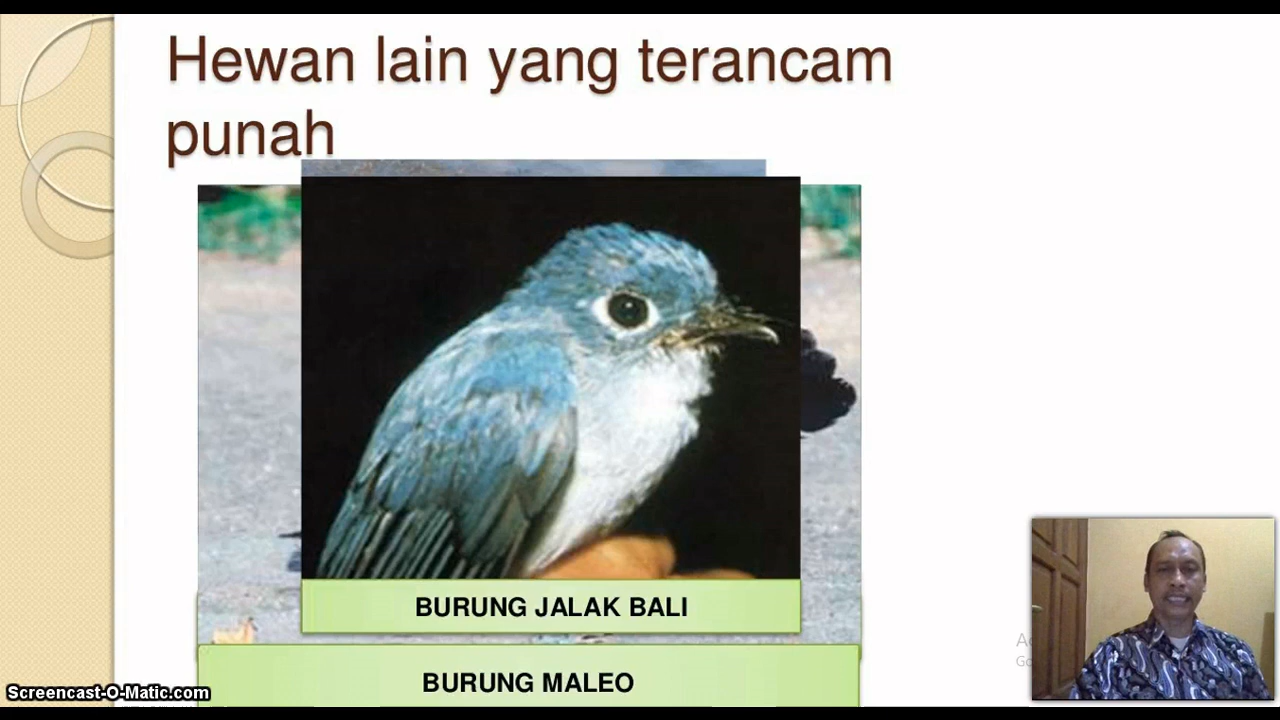 Hewan lain yang terancam
punah
BURUNG JALAK BALI
BURUNG MALEO
Screencast-O-Matic.com